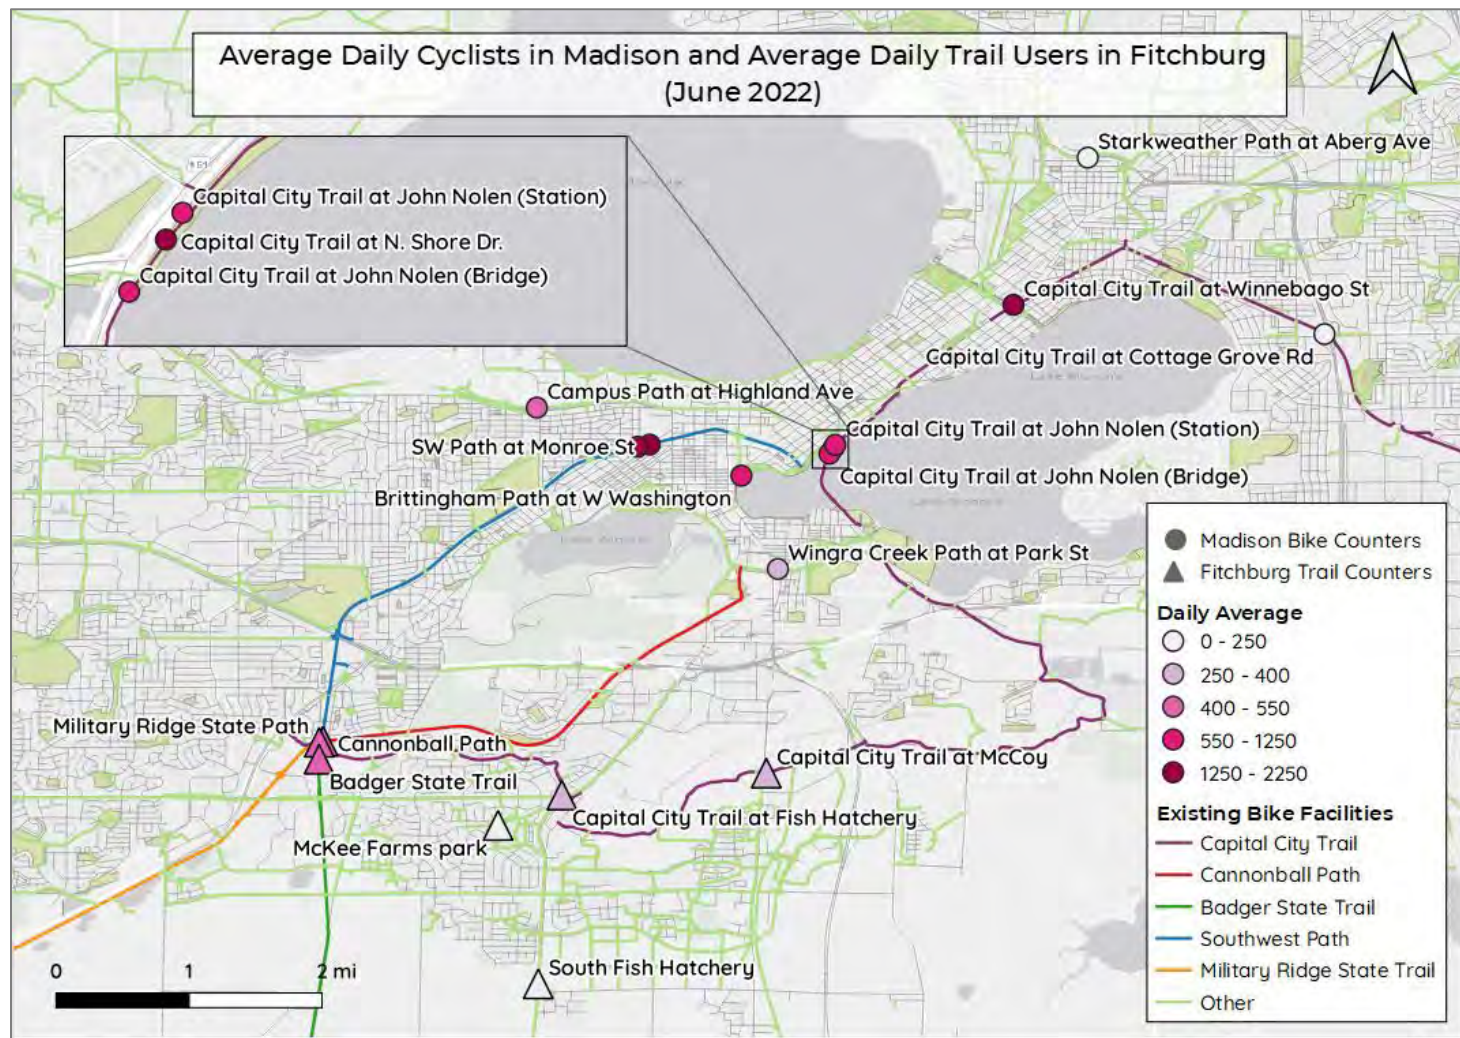 Average Daily Cyclists in Madison and Average Daily Trail Users in Fitchburg
(June 2022)
Starkweather Path at Aberg Ave
Capital City Trail at John Nolen (Station)
Capital City Trail at N. Shore Dr.
Capital City Trail at John Nolen (Bridge)
Capital City Trail at Winnebago St
Capital City Trail at Cottage Grove Rd
Campus Path at Highland Ave
Capital City Trail at John Nolen (Station)
SW Path at Monroe St
Capital City Trail at John Nolen (Bridge)
Brittingham Path at W Washington
Wingra Creek Path at Park St
Military Ridge State Path
Cannonball Path
Badger State Trail
Capital City Trail at McCoy
Capital City Trail at Fish Hatchery
McKee Farms park
South Fish Hatchery
0 1 2 mi
Madison Bike Counters
Fitchburg Trail Counters
Daily Average
0 - 250
250 - 400
400 - 550
550 - 1250
1250 - 2250
Existing Bike Facilities
Capital City Trail
Cannonball Path
Badger State Trail
Southwest Path
Military Ridge State Trail
Other